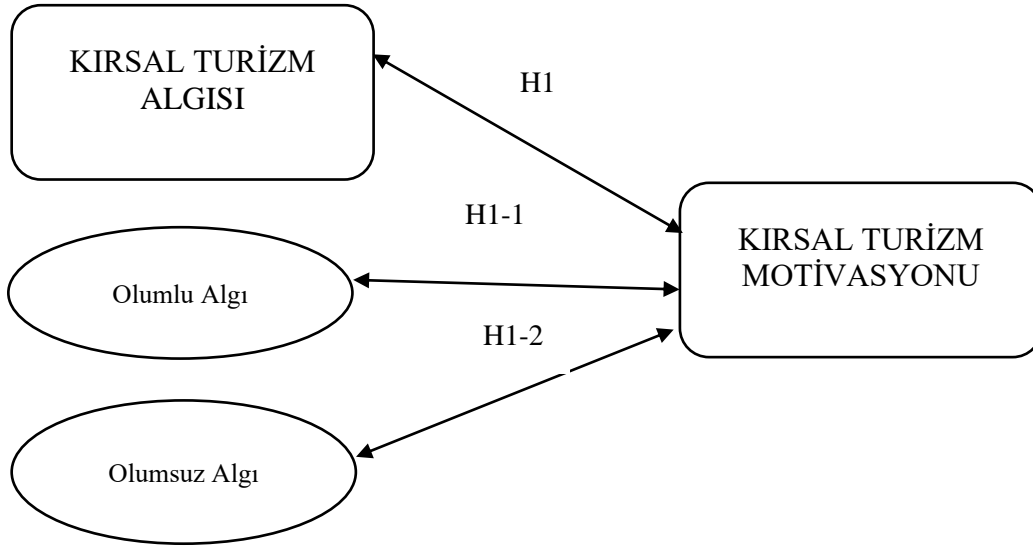 KIRSAL TURİZM
ALGISI
H1
H1-1
KIRSAL TURİZM
MOTİVASYONU
Olumlu Algı
H1-2
Olumsuz Algı